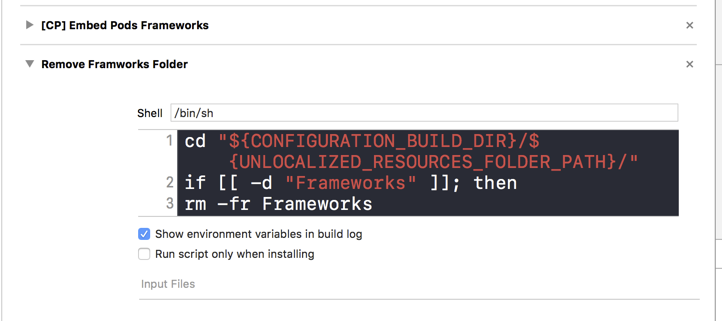 [CP] Embed Pods Frameworks
Remove Framworks Folder
Shell /bin/sh
1 cd "${CONFIGURATION_BUILD_DIR}/$
{UNLOCALIZED_RESOURCES_FOLDER_PATH}/"
2 if [[ -d "Frameworks" ]]; then
3 rm -fr Frameworks
Show environment variables in build log
Run script only when installing
Input Files